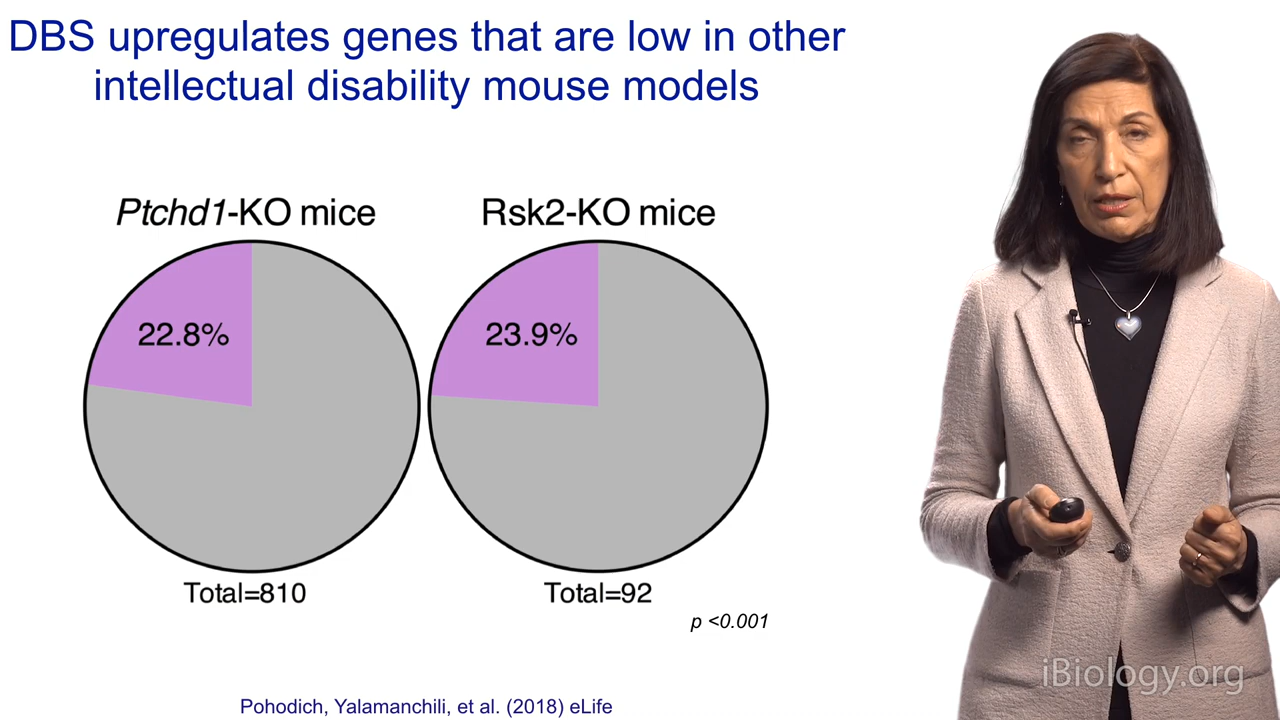 DBS upregulates genes that are low in other
intellectual disability mouse models
Ptchd1-KO mice
Rsk2-KO mice
22.8%
23.9%
Total=810
Total=92
p <0.001
iBiology.org
Pohodich, Yalamanchili, et al. (2018) eLife